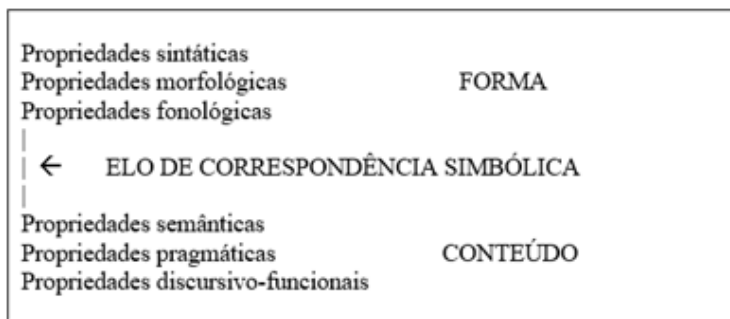 Propriedades sintáticas
Propriedades morfológicas FORMA
Propriedades fonológicas
← ELO DE CORRESPONDÊNCIA SIMBÓLICA
Propriedades semânticas
Propriedades pragmáticas CONTEÚDO
Propriedades discursivo-funcionais